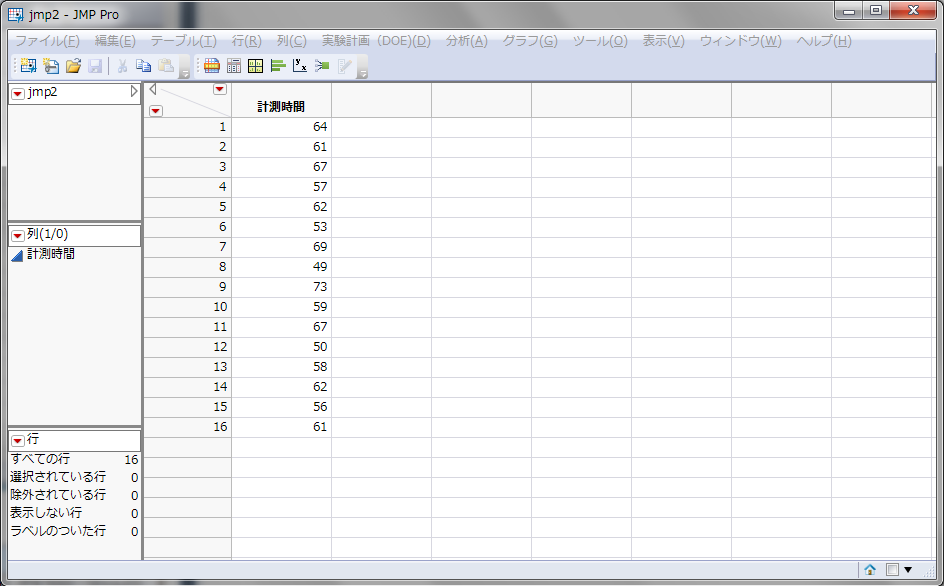 jmp2 - JMP Pro
ファイル(F) 編集(E) テーブル(T) 行(R) 列(C) 実験計画 (DOE)(D) 分析(A) グラフ(G) ツール(O) 表示(V) ウィンドウ(W) ヘルプ(H)
jmp2
列(1/0)
計測時間
行
すべての行 16
選択されている行 0
除外されている行 0
表示しない行 0
ラベルのついた行 0
計測時間
1 64
2 61
3 67
4 57
5 62
6 53
7 69
8 49
9 73
10 59
11 67
12 50
13 58
14 62
15 56
16 61